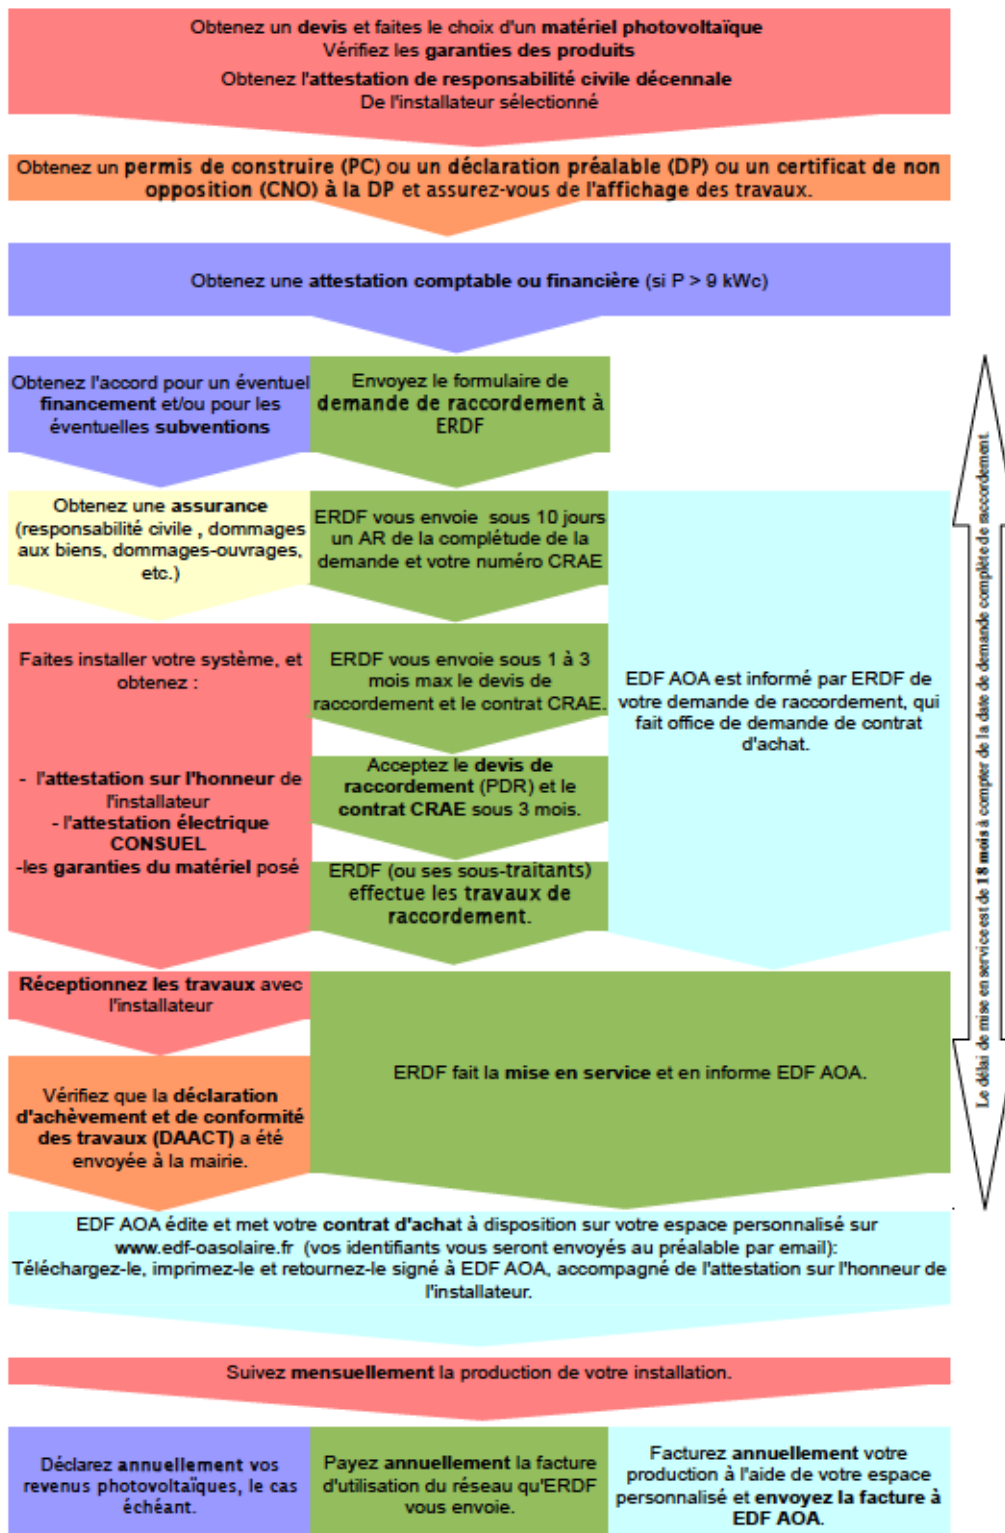 Obtenez un devis et faites le choix d'un matériel photovoltaïque
Vérifiez les garanties des produits
Obtenez l'attestation de responsabilité civile décennale
De l'installateur sélectionné
Obtenez un permis de construire (PC) ou un déclaration préalable (DP) ou un certificat de non
opposition (CNO) à la DP et assurez-vous de l'affichage des travaux.
Obtenez une attestation comptable ou financière (si P > 9 kWc)
Obtenez l'accord pour un éventuel
financement et/ou pour les
éventuelles subventions
Envoyez le formulaire de
demande de raccordement à
ERDF
Obtenez une assurance
(responsabilité civile , dommages
aux biens, dommages-ouvrages,
etc.)
ERDF vous envoie sous 10 jours
un AR de la complétude de la
demande et votre numéro CRAE
Faites installer votre système, et
obtenez :
- l'attestation sur l'honneur de
l'installateur
- l'attestation électrique
CONSUEL
-les garanties du matériel posé
ERDF vous envoie sous 1 à 3
mois max le devis de
raccordement et le contrat CRAE.
Acceptez le devis de
raccordement (PDR) et le
contrat CRAE sous 3 mois.
ERDF (ou ses sous-traitants)
effectue les travaux de
raccordement.
EDF AOA est informé par ERDF de
votre demande de raccordement, qui
fait office de demande de contrat
d'achat.
Le délai de mise en service est de 18 mois à compter de la date de demande complète de raccordement.
Réceptionnez les travaux avec
l'installateur
Vérifiez que la déclaration
d'achèvement et de conformité
des travaux (DAACT) a été
envoyée à la mairie.
ERDF fait la mise en service et en informe EDF AOA.
EDF AOA édite et met votre contrat d'achat à disposition sur votre espace personnalisé sur
www.edf-oasolaire.fr (vos identifiants vous seront envoyés au préalable par email):
Téléchargez-le, imprimez-le et retournez-le signé à EDF AOA, accompagné de l'attestation sur l'honneur de
l'installateur.
Suivez mensuellement la production de votre installation.
Déclarez annuellement vos
revenus photovoltaïques, le cas
échéant.
Payez annuellement la facture
d'utilisation du réseau qu'ERDF
vous envoie.
Facturez annuellement votre
production à l'aide de votre espace
personnalisé et envoyez la facture à
EDF AOA.